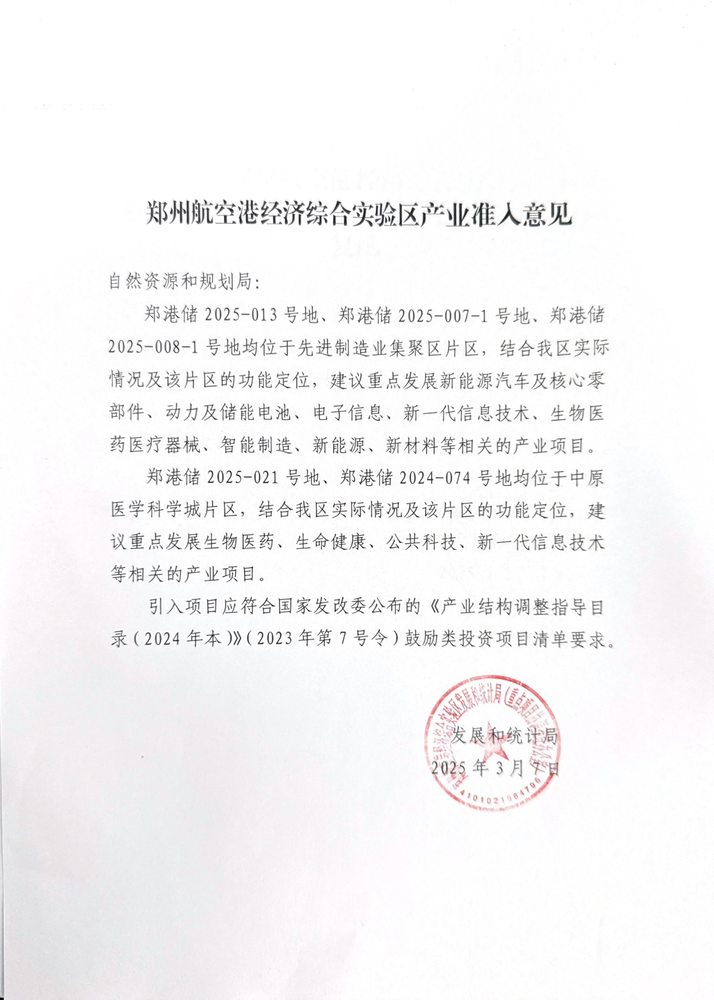 郑州航空港经济综合实验区产业准入意见
自然资源和规划局：
郑港储 2025-013 号地、郑港储 2025-007-1 号地、郑港储
2025-008-1 号地均位于先进制造业集聚区片区，结合我区实际
情况及该片区的功能定位，建议重点发展新能源汽车及核心零
部件、动力及储能电池、电子信息、新一代信息技术、生物医
药医疗器械、智能制造、新能源、新材料等相关的产业项目。
郑港储 2025-021 号地、郑港储 2024-074 号地均位于中原
医学科学城片区，结合我区实际情况及该片区的功能定位，建
议重点发展生物医药、生命健康、公共科技、新一代信息技术
等相关的产业项目。
引入项目应符合国家发改委公布的《产业结构调整指导目
录（2024 年本）》（2023 年第 7 号令）鼓励类投资项目清单要求。
实验区发展和统计局（重点项目
发展和统计局
2025 年 3 月 7 日
4101021964796